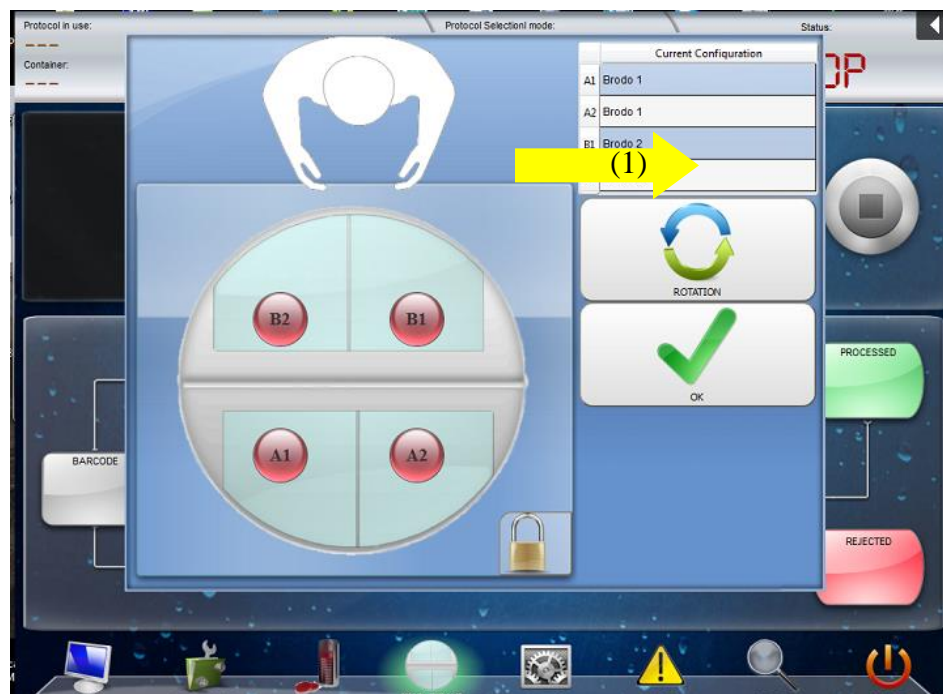 Protocol in use:
Protocol Selectionl mode:
Status:
---
Container:
---
OP
Current Configuration
A1 Brodo 1
A2 Brodo 1
B1 Brodo 2
(1)
ROTATION
OK
B2
B1
A1
A2
BARCODE
PROCESSED
REJECTED